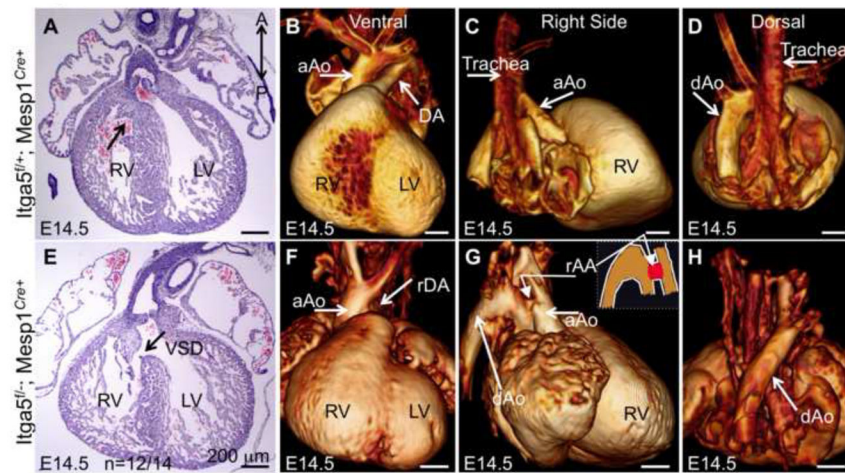 Ventral
Right Side
Dorsal
Itga5f/+; Mesp1Cre+
A
A
P
RV
LV
E14.5
B
aAo
DA
RV
LV
E14.5
C
Trachea
aAo
RV
E14.5
D
Trachea
dAo
E14.5
Itga5f/-; Mesp1Cre+
E
VSD
RV
LV
200 µm
E14.5 n=12/14
F
aAo
rDA
RV
LV
E14.5
G
rAA
aAo
dAo
RV
E14.5
H
dAo
E14.5